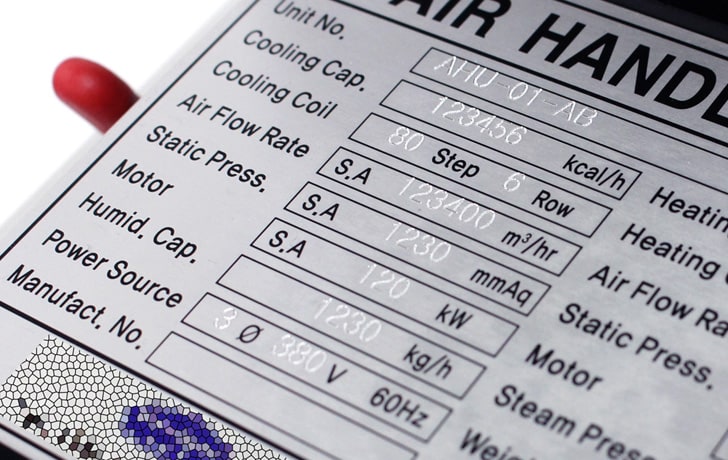 AIR HAND
Unit No. AHU-01-AB
Cooling Cap. 123456 kcal/h
Cooling Coil 80 Step 6 Row
Air Flow Rate S.A 123400 m³/hr
Static Press. S.A 1230 mmAq
Motor S.A 120 kW
Humid. Cap. 1230 kg/h
Power Source 3 Ø 380 V 60Hz
Manufact. No.
Heatin
Heating
Air Flow Ra
Static Press.
Motor
Steam Press
Weig